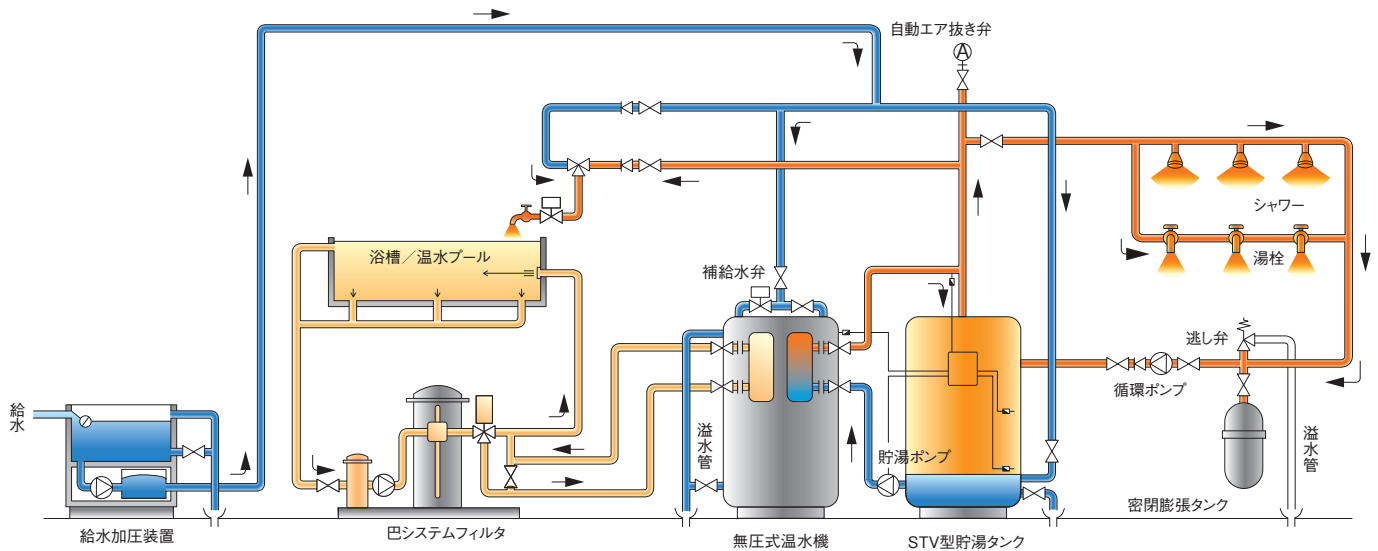 自動エア抜き弁
A
シャワー
湯栓
浴槽／温水プール
補給水弁
逃し弁
循環ポンプ
給水
溢水管
貯湯ポンプ
溢水管
密閉膨張タンク
給水加圧装置
巴システムフィルタ
無圧式温水機
STV型貯湯タンク